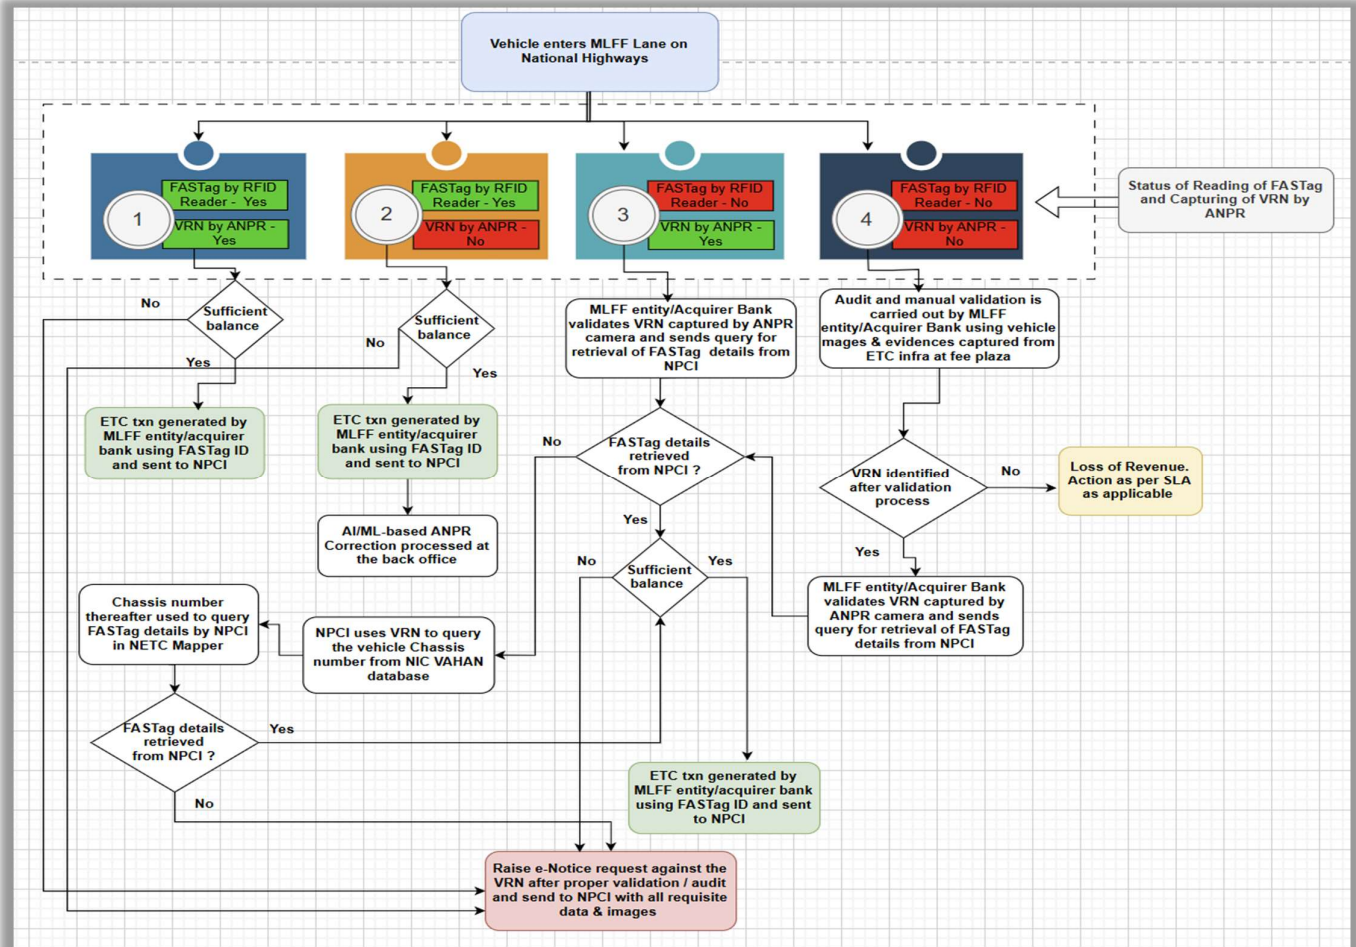 Vehicle enters MLFF Lane on
National Highways
1
FASTag by RFID
Reader -  Yes
VRN by ANPR -
Yes
2
FASTag by RFID
Reader - Yes
VRN by ANPR -
No
3
FASTag by RFID
Reader - No
VRN by ANPR -
Yes
4
FASTag by RFID
Reader - No
VRN by ANPR -
No
Status of Reading of FASTag
and Capturing of VRN by
ANPR
No
Sufficient
balance
Yes
No
Sufficient
balance
Yes
MLFF entity/Acquirer Bank
validates VRN captured by ANPR
camera and sends query for
retrieval of FASTag  details from
NPCI
Audit and manual validation is
carried out by MLFF
entity/Acquirer Bank using vehicle
mages & evidences captured from
ETC infra at fee plaza
ETC txn generated by
MLFF entity/acquirer
bank using FASTag ID
and sent to NPCI
ETC txn generated by
MLFF entity/acquirer
bank using FASTag ID
and sent to NPCI
No
FASTag details
retrieved
from NPCI ?
Yes
VRN identified
after validation
process
No
Loss of Revenue.
Action as per SLA
as applicable
Yes
AI/ML-based ANPR
Correction processed at
the back office
No
Sufficient
balance
Yes
MLFF entity/Acquirer Bank
validates VRN captured by
ANPR camera and sends
query for retrieval of FASTag
details from NPCI
Chassis number
thereafter used to query
FASTag details by NPCI
in NETC Mapper
NPCI uses VRN to query
the vehicle Chassis
number from NIC VAHAN
database
FASTag details
retrieved
from NPCI ?
Yes
No
ETC txn generated by
MLFF entity/acquirer bank
using FASTag ID and sent
to NPCI
Raise e-Notice request against the
VRN after proper validation / audit
and send to NPCI with all requisite
data & images